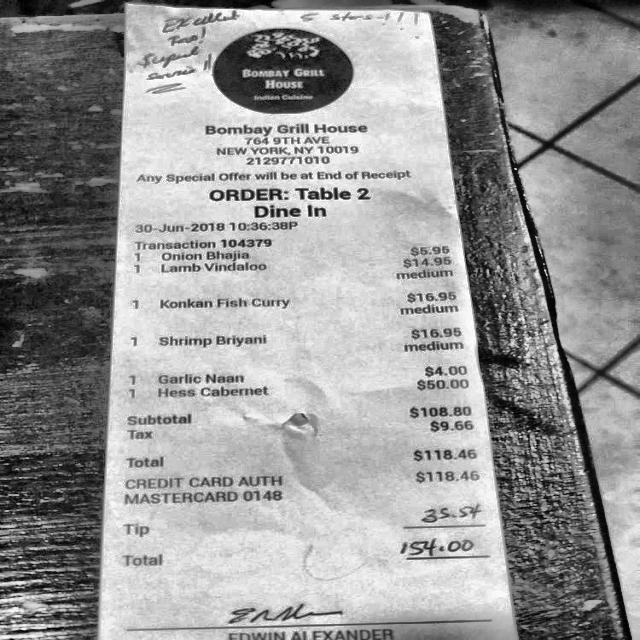 Excellent 5 stars!!!
Food!
Superb
service!!
BOMBAY GRILL
HOUSE
Indian Cuisine
Bombay Grill House
764 9TH AVE
NEW YORK, NY 10019
2129771010
Any Special Offer will be at End of Receipt
ORDER: Table 2
Dine In
30-Jun-2018 10:36:38P
Transaction 104379
1 Onion Bhajia $5.95
1 Lamb Vindaloo $14.95
medium
1 Konkan Fish Curry $16.95
medium
1 Shrimp Briyani $16.95
medium
1 Garlic Naan $4.00
1 Hess Cabernet $50.00
Subtotal $108.80
Tax $9.66
Total $118.46
CREDIT CARD AUTH $118.46
MASTERCARD 0148
Tip 35.54
Total 154.00
EDWIN ALEXANDER